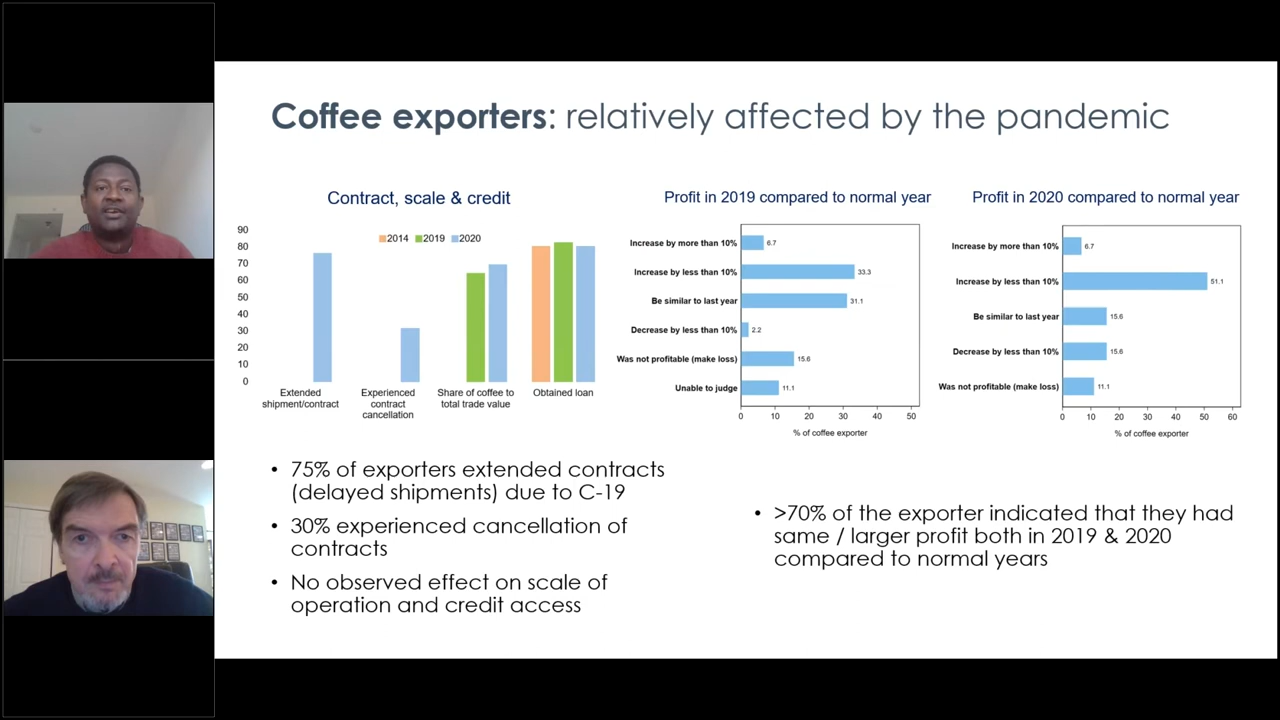 Coffee exporters: relatively affected by the pandemic
Contract, scale & credit
90
80
70
60
50
40
30
20
10
0
2014 2019 2020
Extended
shipment/contract
Experienced
contract
cancellation
Share of coffee to
total trade value
Obtained loan
Profit in 2019 compared to normal year
Increase by more than 10% 6.7
Increase by less than 10% 33.3
Be similar to last year 31.1
Decrease by less than 10% 2.2
Was not profitable (make loss) 15.6
Unable to judge 11.1
0 10 20 30 40 50
% of coffee exporter
Profit in 2020 compared to normal year
Increase by more than 10% 6.7
Increase by less than 10% 51.1
Be similar to last year 15.6
Decrease by less than 10% 15.6
Was not profitable (make loss) 11.1
0 10 20 30 40 50 60
% of coffee exporter
• 75% of exporters extended contracts
(delayed shipments) due to C-19
• 30% experienced cancellation of
contracts
• No observed effect on scale of
operation and credit access
• >70% of the exporter indicated that they had
same / larger profit both in 2019 & 2020
compared to normal years